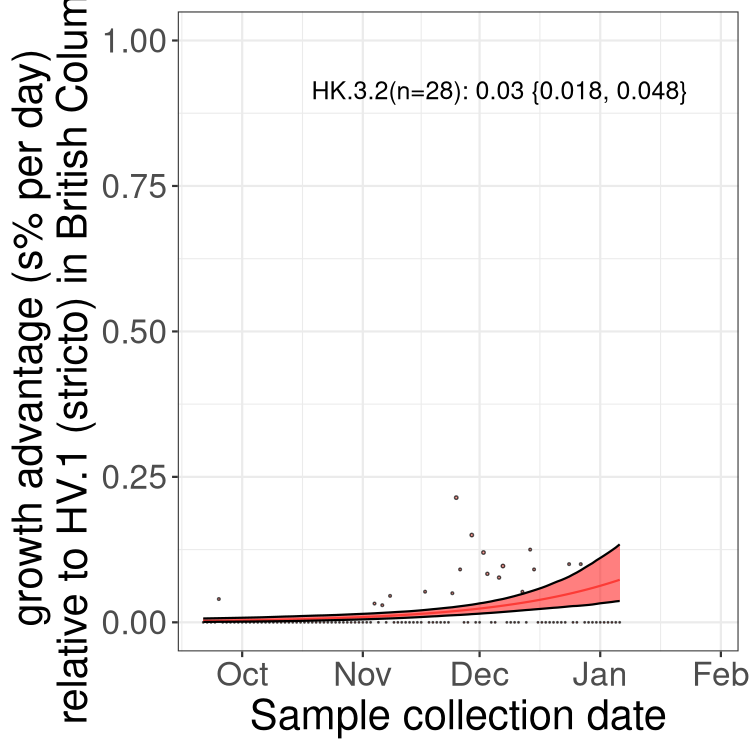 growth advantage (s% per day)
relative to HV.1 (stricto) in British Colum
1.00
0.75
0.50
0.25
0.00
HK.3.2(n=28): 0.03 {0.018, 0.048}
Oct Nov Dec Jan Feb
Sample collection date